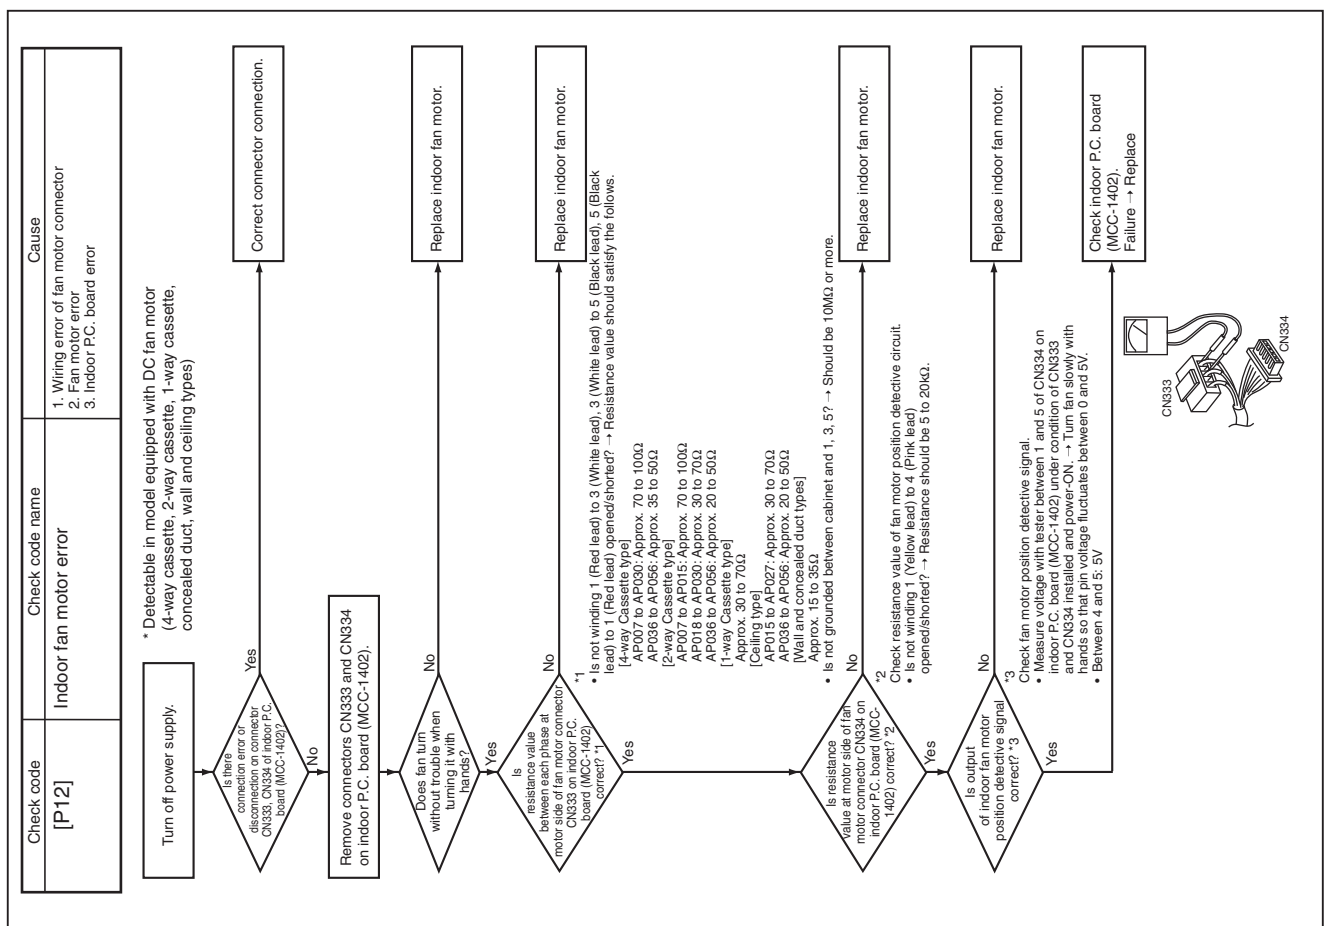 Check code
Check code name
Cause
[P12]
Indoor fan motor error
1. Wiring error of fan motor connector
2. Fan motor error
3. Indoor P.C. board error
Turn off power supply.
* Detectable in model equipped with DC fan motor
(4-way cassette, 2-way cassette, 1-way cassette,
concealed duct, wall and ceiling types)
Is there
connection error or
disconnection on connector
CN333, CN334 of indoor P.C.
board (MCC-1402)?
Yes
Correct connector connection.
No
Remove connectors CN333 and CN334
on indoor P.C. board (MCC-1402).
Does fan turn
without trouble when
turning it with
hands?
No
Replace indoor fan motor.
Yes
Is
resistance value
between each phase at
motor side of fan motor connector
CN333 on indoor P.C.
board (MCC-1402)
correct? *1
No
Replace indoor fan motor.
Yes
*1
• Is not winding 1 (Red lead) to 3 (White lead), 3 (White lead) to 5 (Black lead), 5 (Black
lead) to 1 (Red lead) opened/shorted? → Resistance value should satisfy the follows.
[4-way Cassette type]
AP007 to AP030: Approx. 70 to 100Ω
AP036 to AP056: Approx. 35 to 50Ω
[2-way Cassette type]
AP007 to AP015: Approx. 70 to 100Ω
AP018 to AP030: Approx. 30 to 70Ω
AP036 to AP056: Approx. 20 to 50Ω
[1-way Cassette type]
Approx. 30 to 70Ω
[Ceiling type]
AP015 to AP027: Approx. 30 to 70Ω
AP036 to AP056: Approx. 20 to 50Ω
[Wall and concealed duct types]
Approx. 15 to 35Ω
• Is not grounded between cabinet and 1, 3, 5? → Should be 10MΩ or more.
Is resistance
value at motor side of fan
motor connector CN334 on
indoor P.C. board (MCC-
1402) correct? *2
No
Replace indoor fan motor.
Yes
*2
Check resistance value of fan motor position detective circuit.
• Is not winding 1 (Yellow lead) to 4 (Pink lead)
opened/shorted? → Resistance should be 5 to 20kΩ.
Is output
of indoor fan motor
position detective signal
correct? *3
No
Replace indoor fan motor.
Yes
*3
Check fan motor position detective signal.
• Measure voltage with tester between 1 and 5 of CN334 on
indoor P.C. board (MCC-1402) under condition of CN333
and CN334 installed and power-ON. → Turn fan slowly with
hands so that pin voltage fluctuates between 0 and 5V.
• Between 4 and 5: 5V
Check indoor P.C. board
(MCC-1402).
Failure → Replace
CN333
CN334